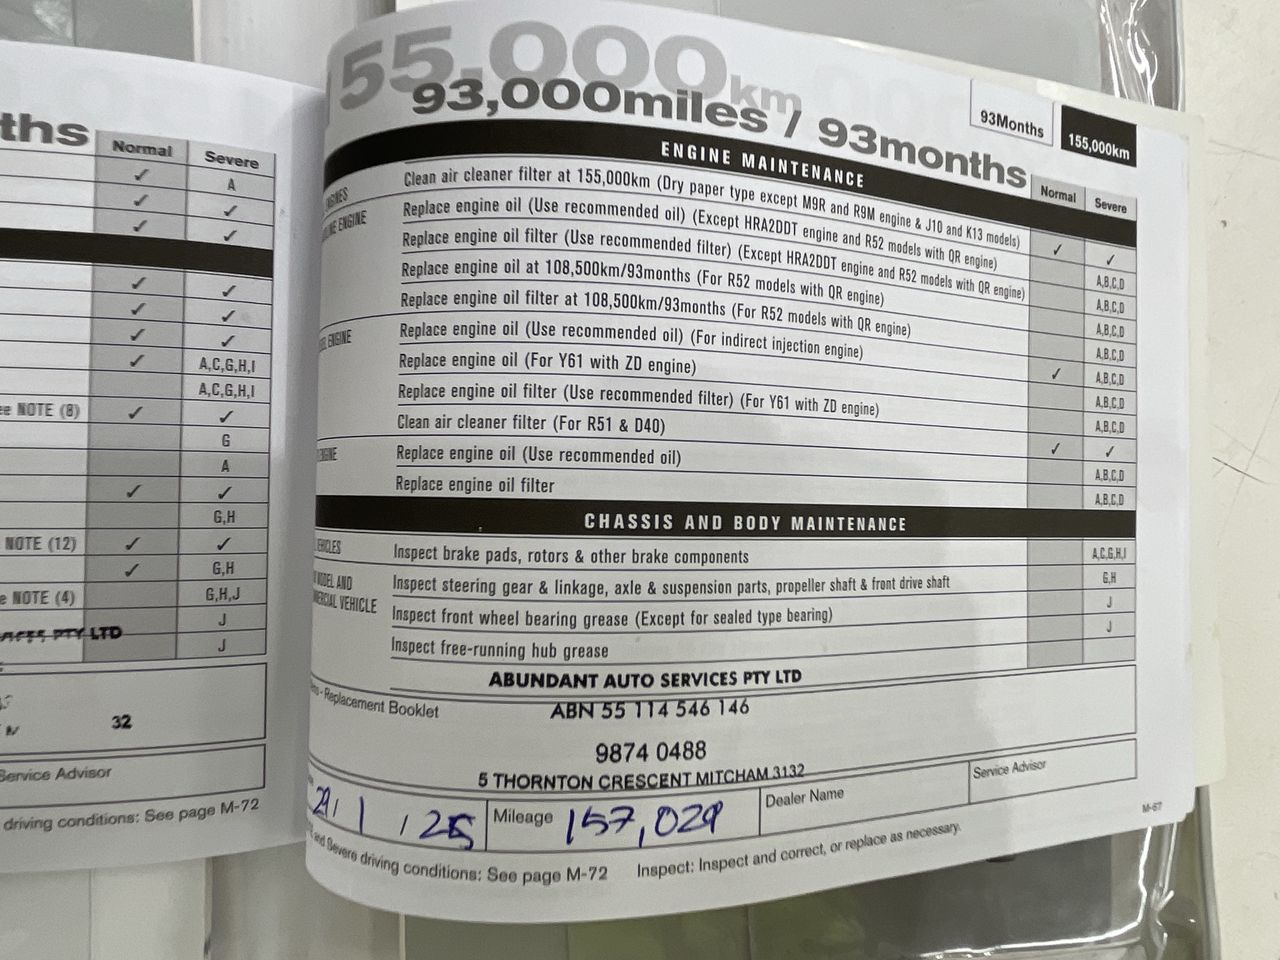 ths
Normal
Severe
✓
A
✓
✓
✓
✓
✓
✓
✓
✓
✓
✓
✓
A,C,G,H,I
A,C,G,H,I
ee NOTE (8)
✓
✓
G
A
✓
✓
G,H
NOTE (12)
✓
✓
✓
G,H
e NOTE (4)
G,H,J
J
J
PTY LTD
32
Service Advisor
driving conditions: See page M-72
155,000km
93,000miles / 93months
93Months
155,000km
ENGINE MAINTENANCE
Normal
Severe
Clean air cleaner filter at 155,000km (Dry paper type except M9R and R9M engine & J10 and K13 models)
✓
✓
Replace engine oil (Use recommended oil) (Except HRA2DDT engine and R52 models with QR engine)
A,B,C,D
Replace engine oil filter (Use recommended filter) (Except HRA2DDT engine and R52 models with QR engine)
A,B,C,D
Replace engine oil at 108,500km/93months (For R52 models with QR engine)
A,B,C,D
Replace engine oil filter at 108,500km/93months (For R52 models with QR engine)
A,B,C,D
ENGINE
Replace engine oil (Use recommended oil) (For indirect injection engine)
✓
A,B,C,D
Replace engine oil (For Y61 with ZD engine)
A,B,C,D
Replace engine oil filter (Use recommended filter) (For Y61 with ZD engine)
A,B,C,D
Clean air cleaner filter (For R51 & D40)
✓
✓
Replace engine oil (Use recommended oil)
A,B,C,D
Replace engine oil filter
A,B,C,D
CHASSIS AND BODY MAINTENANCE
Inspect brake pads, rotors & other brake components
A,C,G,H,I
MODEL AND
VEHICLE
Inspect steering gear & linkage, axle & suspension parts, propeller shaft & front drive shaft
G,H
Inspect front wheel bearing grease (Except for sealed type bearing)
J
Inspect free-running hub grease
J
ABUNDANT AUTO SERVICES PTY LTD
- Replacement Booklet
ABN 55 114 546 146
9874 0488
5 THORNTON CRESCENT MITCHAM 3132
29/ 1 / 25
Mileage 157,029
Dealer Name
Service Advisor
and Severe driving conditions: See page M-72
Inspect: Inspect and correct, or replace as necessary.
M-67